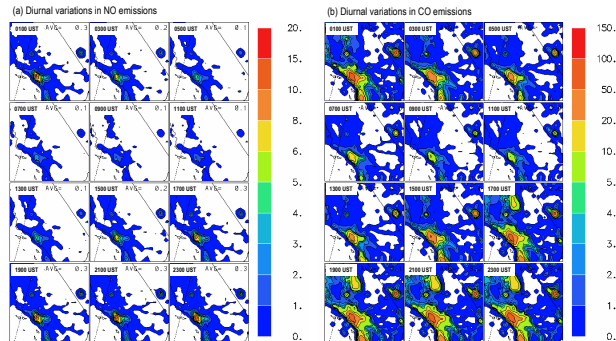 (a) Diurnal variations in NO emissions
(b) Diurnal variations in CO emissions
0100 UST AVG= 0.3
0300 UST AVG= 0.2
0500 UST AVG= 0.1
0700 UST AVG= 0.1
0900 UST AVG= 0.1
1100 UST AVG= 0.1
1300 UST AVG= 0.1
1500 UST AVG= 0.2
1700 UST AVG= 0.3
1900 UST AVG= 0.3
2100 UST AVG= 0.3
2300 UST AVG= 0.3
20.
15.
10.
8.
6.
5.
4.
3.
2.
1.
0.
0100 UST
0300 UST
0500 UST
0700 UST
0900 UST
1100 UST
1300 UST
1500 UST
1700 UST
1900 UST
2100 UST
2300 UST
150.
100.
50.
20.
10.
5.
4.
3.
2.
1.
0.